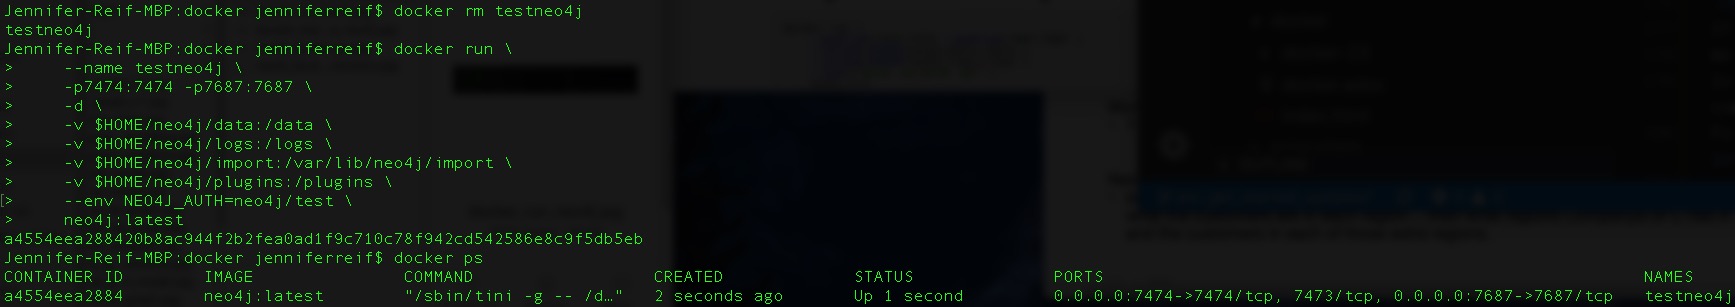 Jennifer-Reif-MBP:docker jenniferreif$ docker rm testneo4j
testneo4j
Jennifer-Reif-MBP:docker jenniferreif$ docker run \
>     --name testneo4j \
>     -p7474:7474 -p7687:7687 \
>     -d \
>     -v $HOME/neo4j/data:/data \
>     -v $HOME/neo4j/logs:/logs \
>     -v $HOME/neo4j/import:/var/lib/neo4j/import \
>     -v $HOME/neo4j/plugins:/plugins \
[>     --env NEO4J_AUTH=neo4j/test \
>     neo4j:latest
a4554eea288420b8ac944f2b2fea0ad1f9c710c78f942cd542586e8c9f5db5eb
Jennifer-Reif-MBP:docker jenniferreif$ docker ps
CONTAINER ID        IMAGE               COMMAND                  CREATED             STATUS              PORTS                                                      NAMES
a4554eea2884        neo4j:latest        "/sbin/tini -g -- /d…"   2 seconds ago       Up 1 second         0.0.0.0:7474->7474/tcp, 7473/tcp, 0.0.0.0:7687->7687/tcp   testneo4j